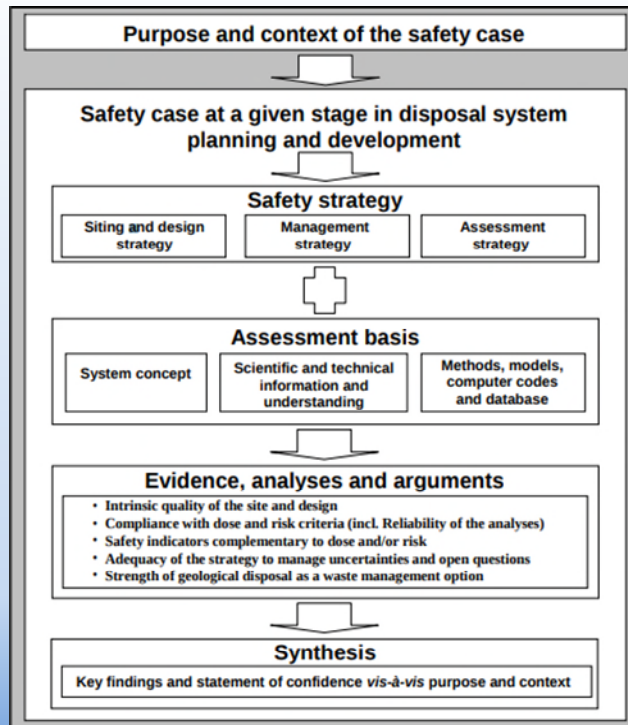 Purpose and context of the safety case
Safety case at a given stage in disposal system
planning and development
Safety strategy
Siting and design
strategy
Management
strategy
Assessment
strategy
Assessment basis
System concept
Scientific and technical
information and
understanding
Methods, models,
computer codes
and database
Evidence, analyses and arguments
• Intrinsic quality of the site and design
• Compliance with dose and risk criteria (incl. Reliability of the analyses)
• Safety indicators complementary to dose and/or risk
• Adequacy of the strategy to manage uncertainties and open questions
• Strength of geological disposal as a waste management option
Synthesis
Key findings and statement of confidence vis-à-vis purpose and context